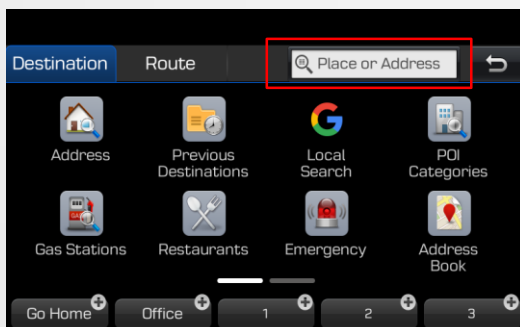 Destination
Route
Place or Address
Address
Previous
Destinations
Local
Search
POI
Categories
Gas Stations
Restaurants
Emergency
Address
Book
Go Home
Office
1
2
3